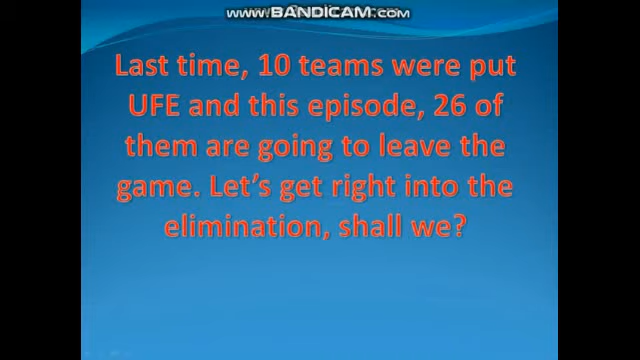 www.BANDICAM.com
Last time, 10 teams were put
UFE and this episode, 26 of
them are going to leave the
game. Let's get right into the
elimination, shall we?